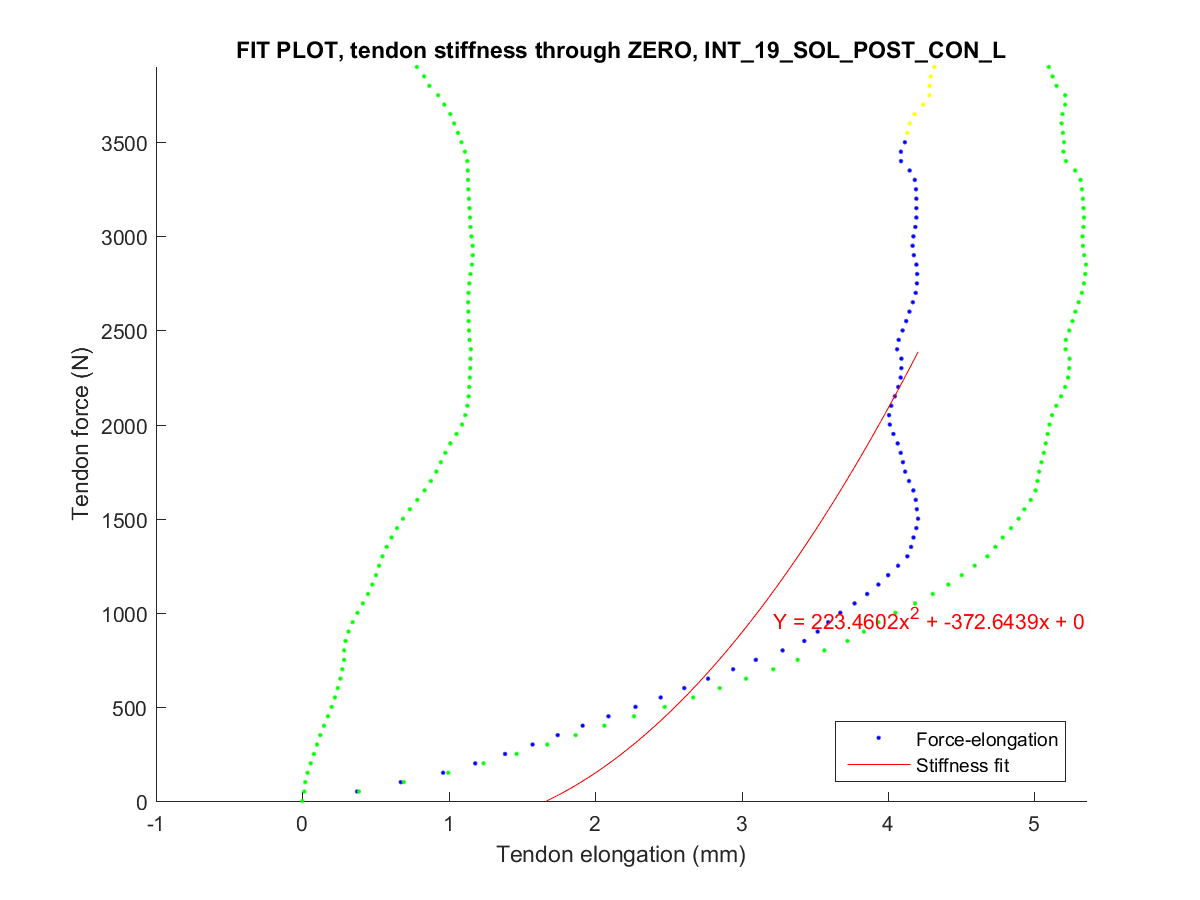 FIT PLOT, tendon stiffness through ZERO, INT_19_SOL_POST_CON_L
3500
3000
2500
2000
1500
1000
500
0
Tendon force (N)
Y = 223.4602x² + -372.6439x + 0
Force-elongation
Stiffness fit
-1 0 1 2 3 4 5
Tendon elongation (mm)